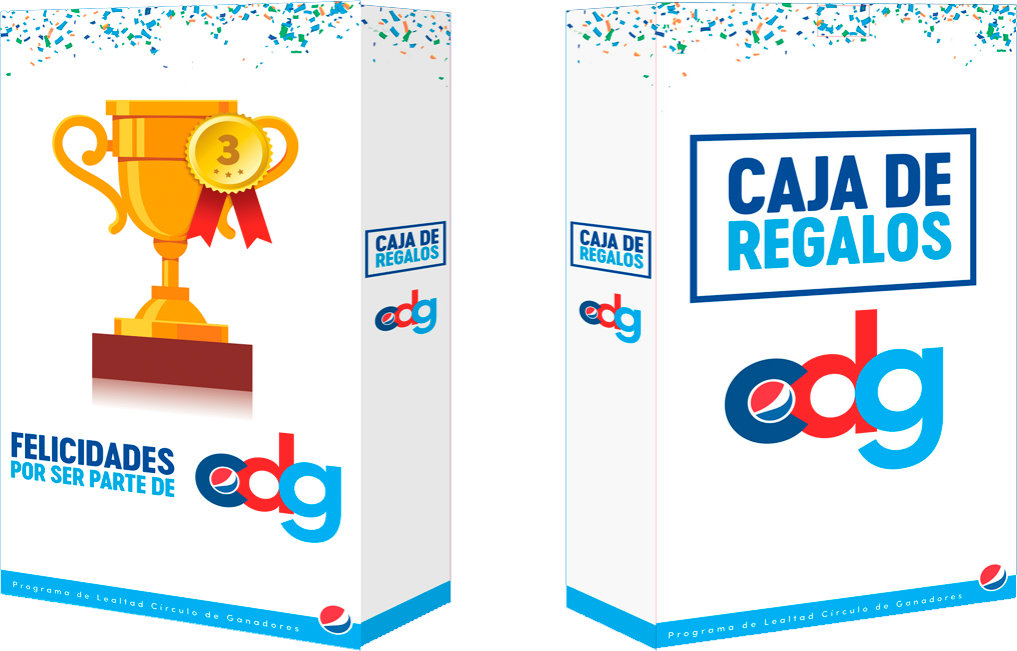 3
FELICIDADES
POR SER PARTE DE
cdg
Programa de Lealtad Círculo de Ganadores
CAJA DE
REGALOS
cdg
CAJA DE
REGALOS
cdg
CAJA DE
REGALOS
cdg
Programa de Lealtad Círculo de Ganadores